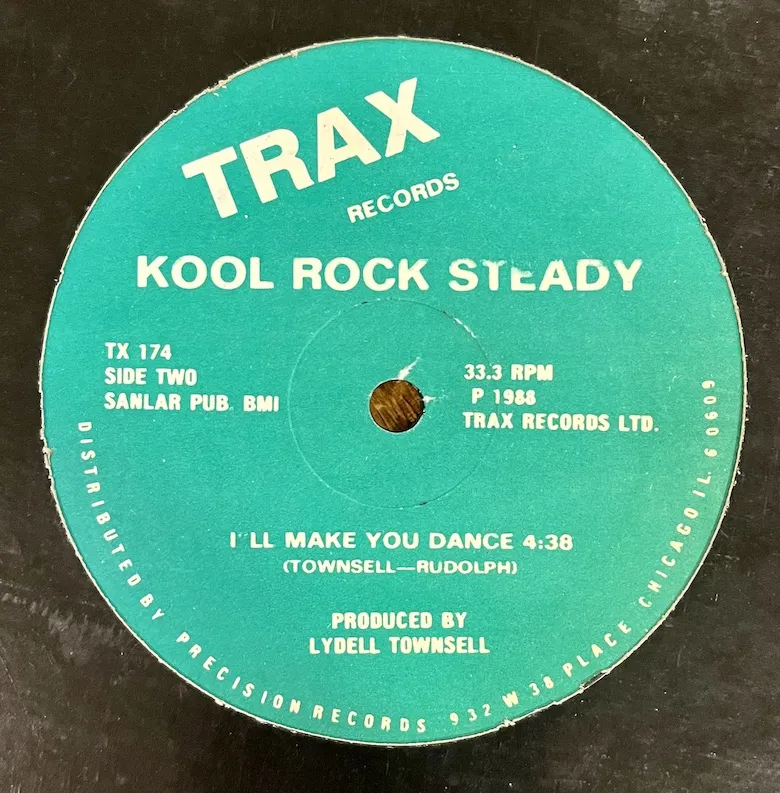 TRAX
RECORDS
KOOL ROCK STEADY
TX 174
SIDE TWO
SANLAR PUB. BMI
33.3 RPM
P 1988
TRAX RECORDS LTD.
I'LL MAKE YOU DANCE 4:38
(TOWNSELL—RUDOLPH)
PRODUCED BY
LYDELL TOWNSELL
DISTRIBUTED BY PRECISION RECORDS 932 W 38 PLACE CHICAGO IL. 60609